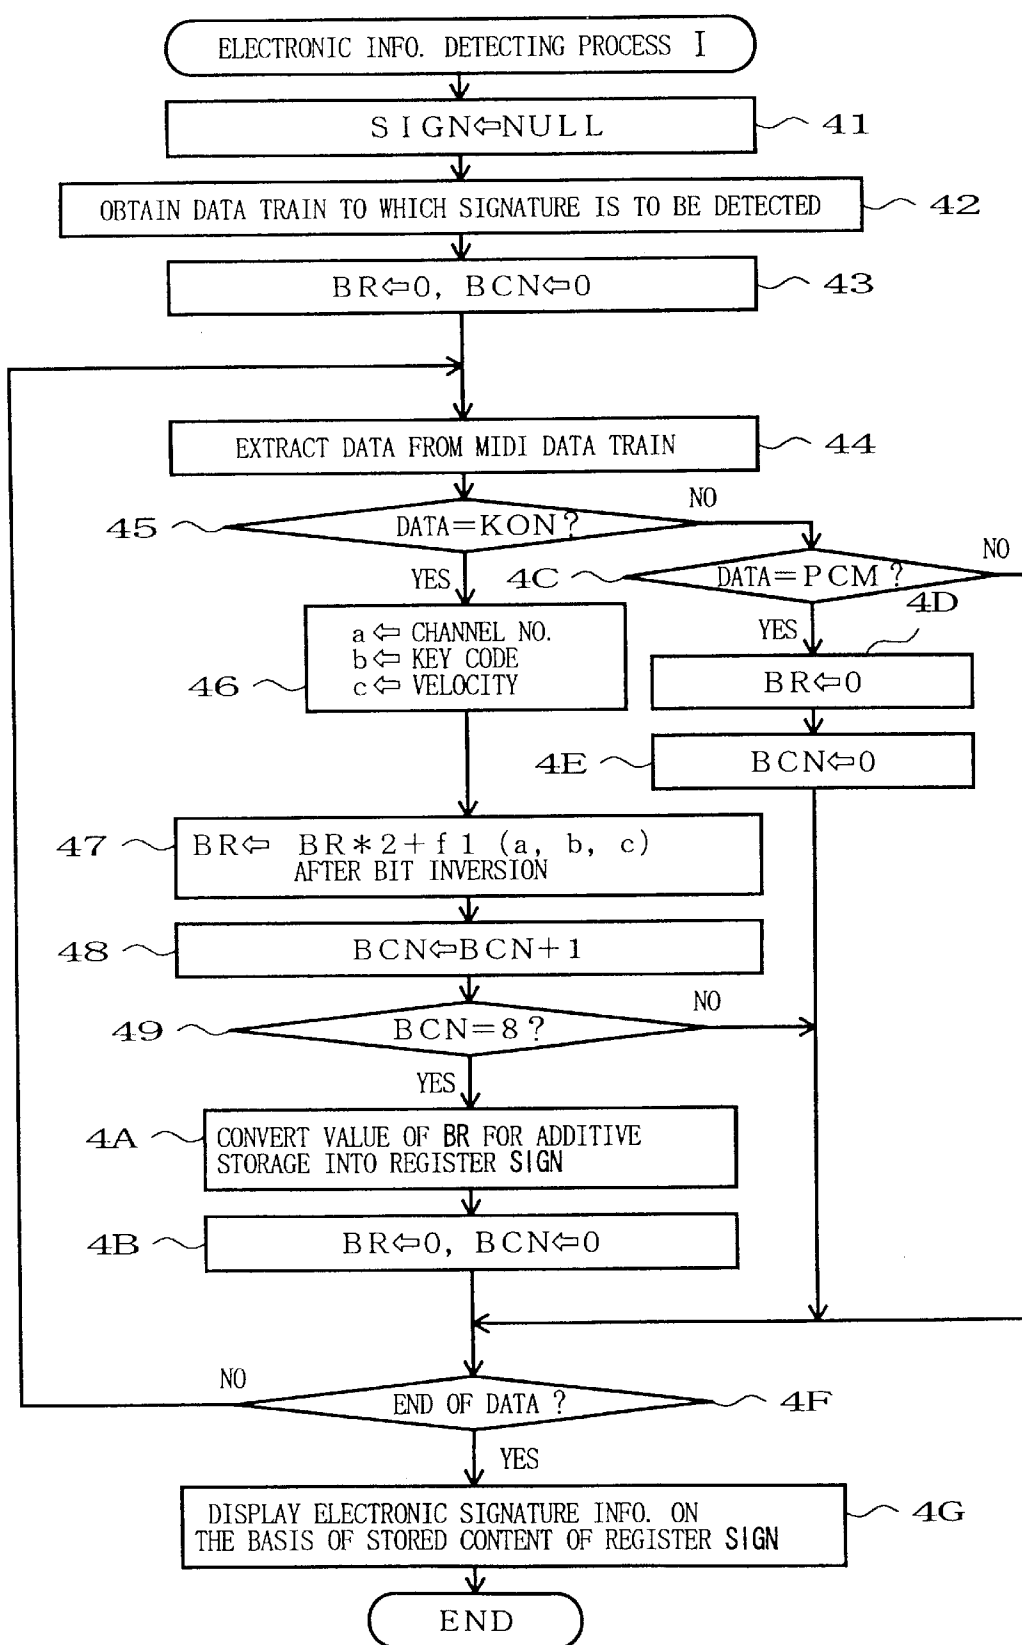 ELECTRONIC INFO. DETECTING PROCESS I
SIGN⇦NULL
41
OBTAIN DATA TRAIN TO WHICH SIGNATURE IS TO BE DETECTED
42
BR⇦0, BCN⇦0
43
EXTRACT DATA FROM MIDI DATA TRAIN
44
45
DATA=KON?
NO
YES
4C
DATA=PCM?
NO
YES
4D
a⇦ CHANNEL NO.
b⇦ KEY CODE
c⇦ VELOCITY
46
BR⇦0
4E
BCN⇦0
47
BR⇦ BR*2+f1 (a, b, c)
AFTER BIT INVERSION
48
BCN⇦BCN+1
49
BCN=8?
NO
YES
4A
CONVERT VALUE OF BR FOR ADDITIVE
STORAGE INTO REGISTER SIGN
4B
BR⇦0, BCN⇦0
NO
END OF DATA?
4F
YES
DISPLAY ELECTRONIC SIGNATURE INFO. ON
THE BASIS OF STORED CONTENT OF REGISTER SIGN
4G
END